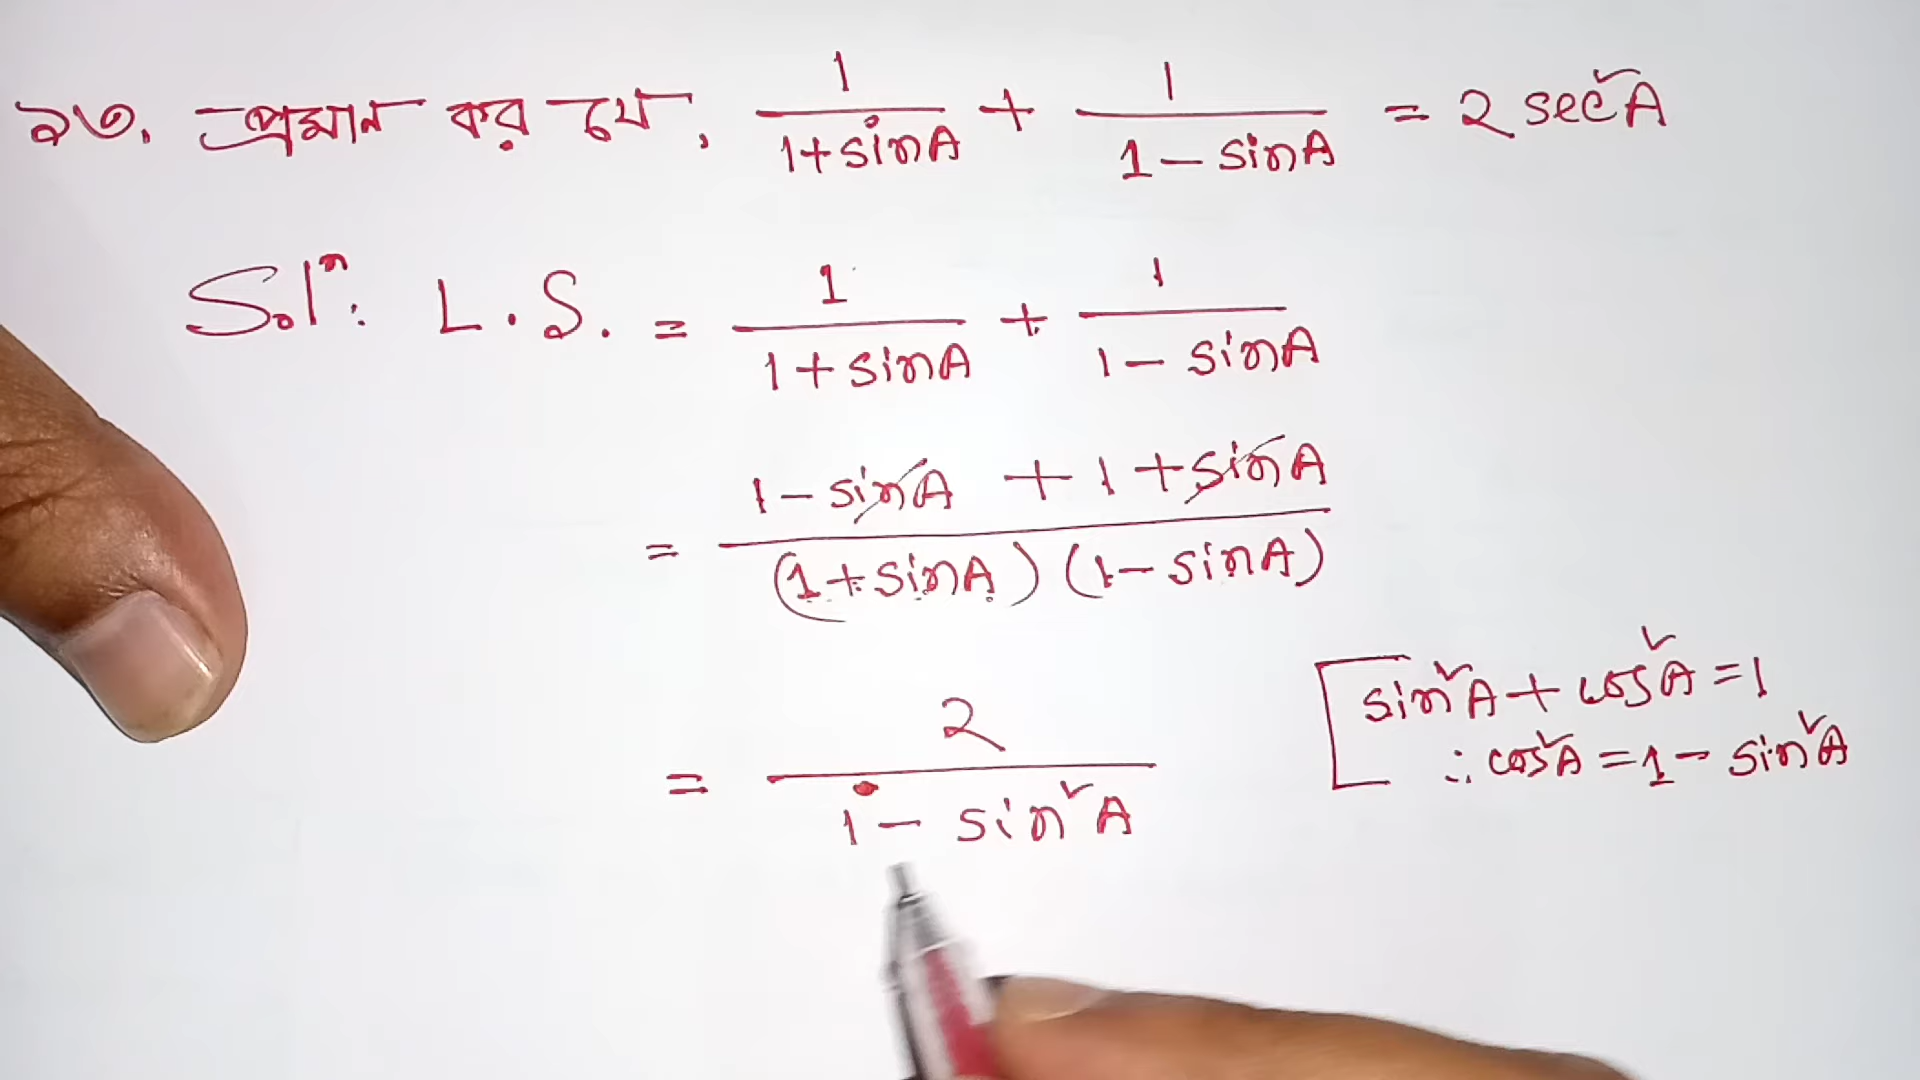 ২৩. প্রমান কর যে, 1/(1+sinA) + 1/(1-sinA) = 2 sec²A
Solⁿ: L.S. = 1/(1+sinA) + 1/(1-sinA)
= (1-sinA + 1+sinA)/((1+sinA)(1-sinA))
= 2/(1-sin²A)
sin²A + cos²A = 1
∴ cos²A = 1 - sin²A